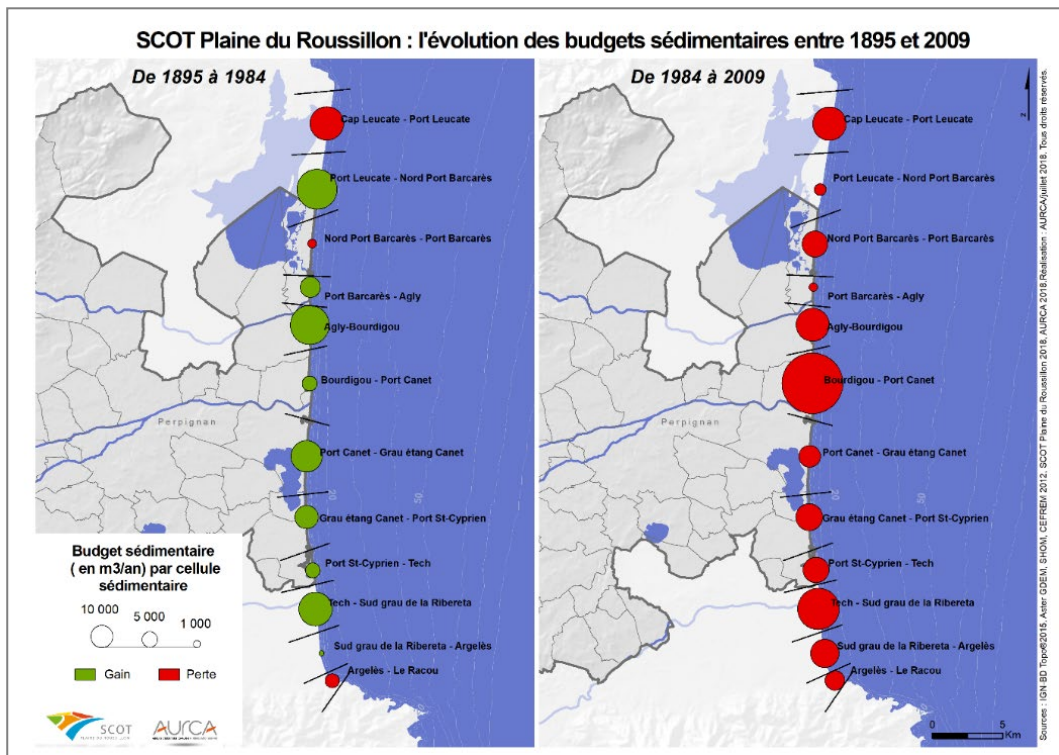 SCOT Plaine du Roussillon : l'évolution des budgets sédimentaires entre 1895 et 2009
De 1895 à 1984
Cap Leucate - Port Leucate
Port Leucate - Nord Port Barcarès
Nord Port Barcarès - Port Barcarès
Port Barcarès - Agly
Agly-Bourdigou
Bourdigou - Port Canet
Perpignan
Port Canet - Grau étang Canet
50
Grau étang Canet - Port St-Cyprien
Port St-Cyprien - Tech
Tech - Sud grau de la Ribereta
Sud grau de la Ribereta - Argelès
Argelès - Le Racou
Budget sédimentaire
( en m3/an) par cellule
sédimentaire
10 000
5 000
1 000
Gain
Perte
SCOT
AURCA
De 1984 à 2009
Cap Leucate - Port Leucate
Port Leucate - Nord Port Barcarès
Nord Port Barcarès - Port Barcarès
Port Barcarès - Agly
Agly-Bourdigou
Bourdigou - Port Canet
Perpignan
Port Canet - Grau étang Canet
50
Grau étang Canet - Port St-Cyprien
Port St-Cyprien - Tech
Tech - Sud grau de la Ribereta
Sud grau de la Ribereta - Argelès
Argelès - Le Racou
0 5
Km
Sources : IGN-BD Topo®2015, Aster GDEM, SHOM, CEFREM 2012, SCOT Plaine du Roussillon 2018, AURCA 2018.Réalisation : AURCA/juillet 2018. Tous droits réservés.